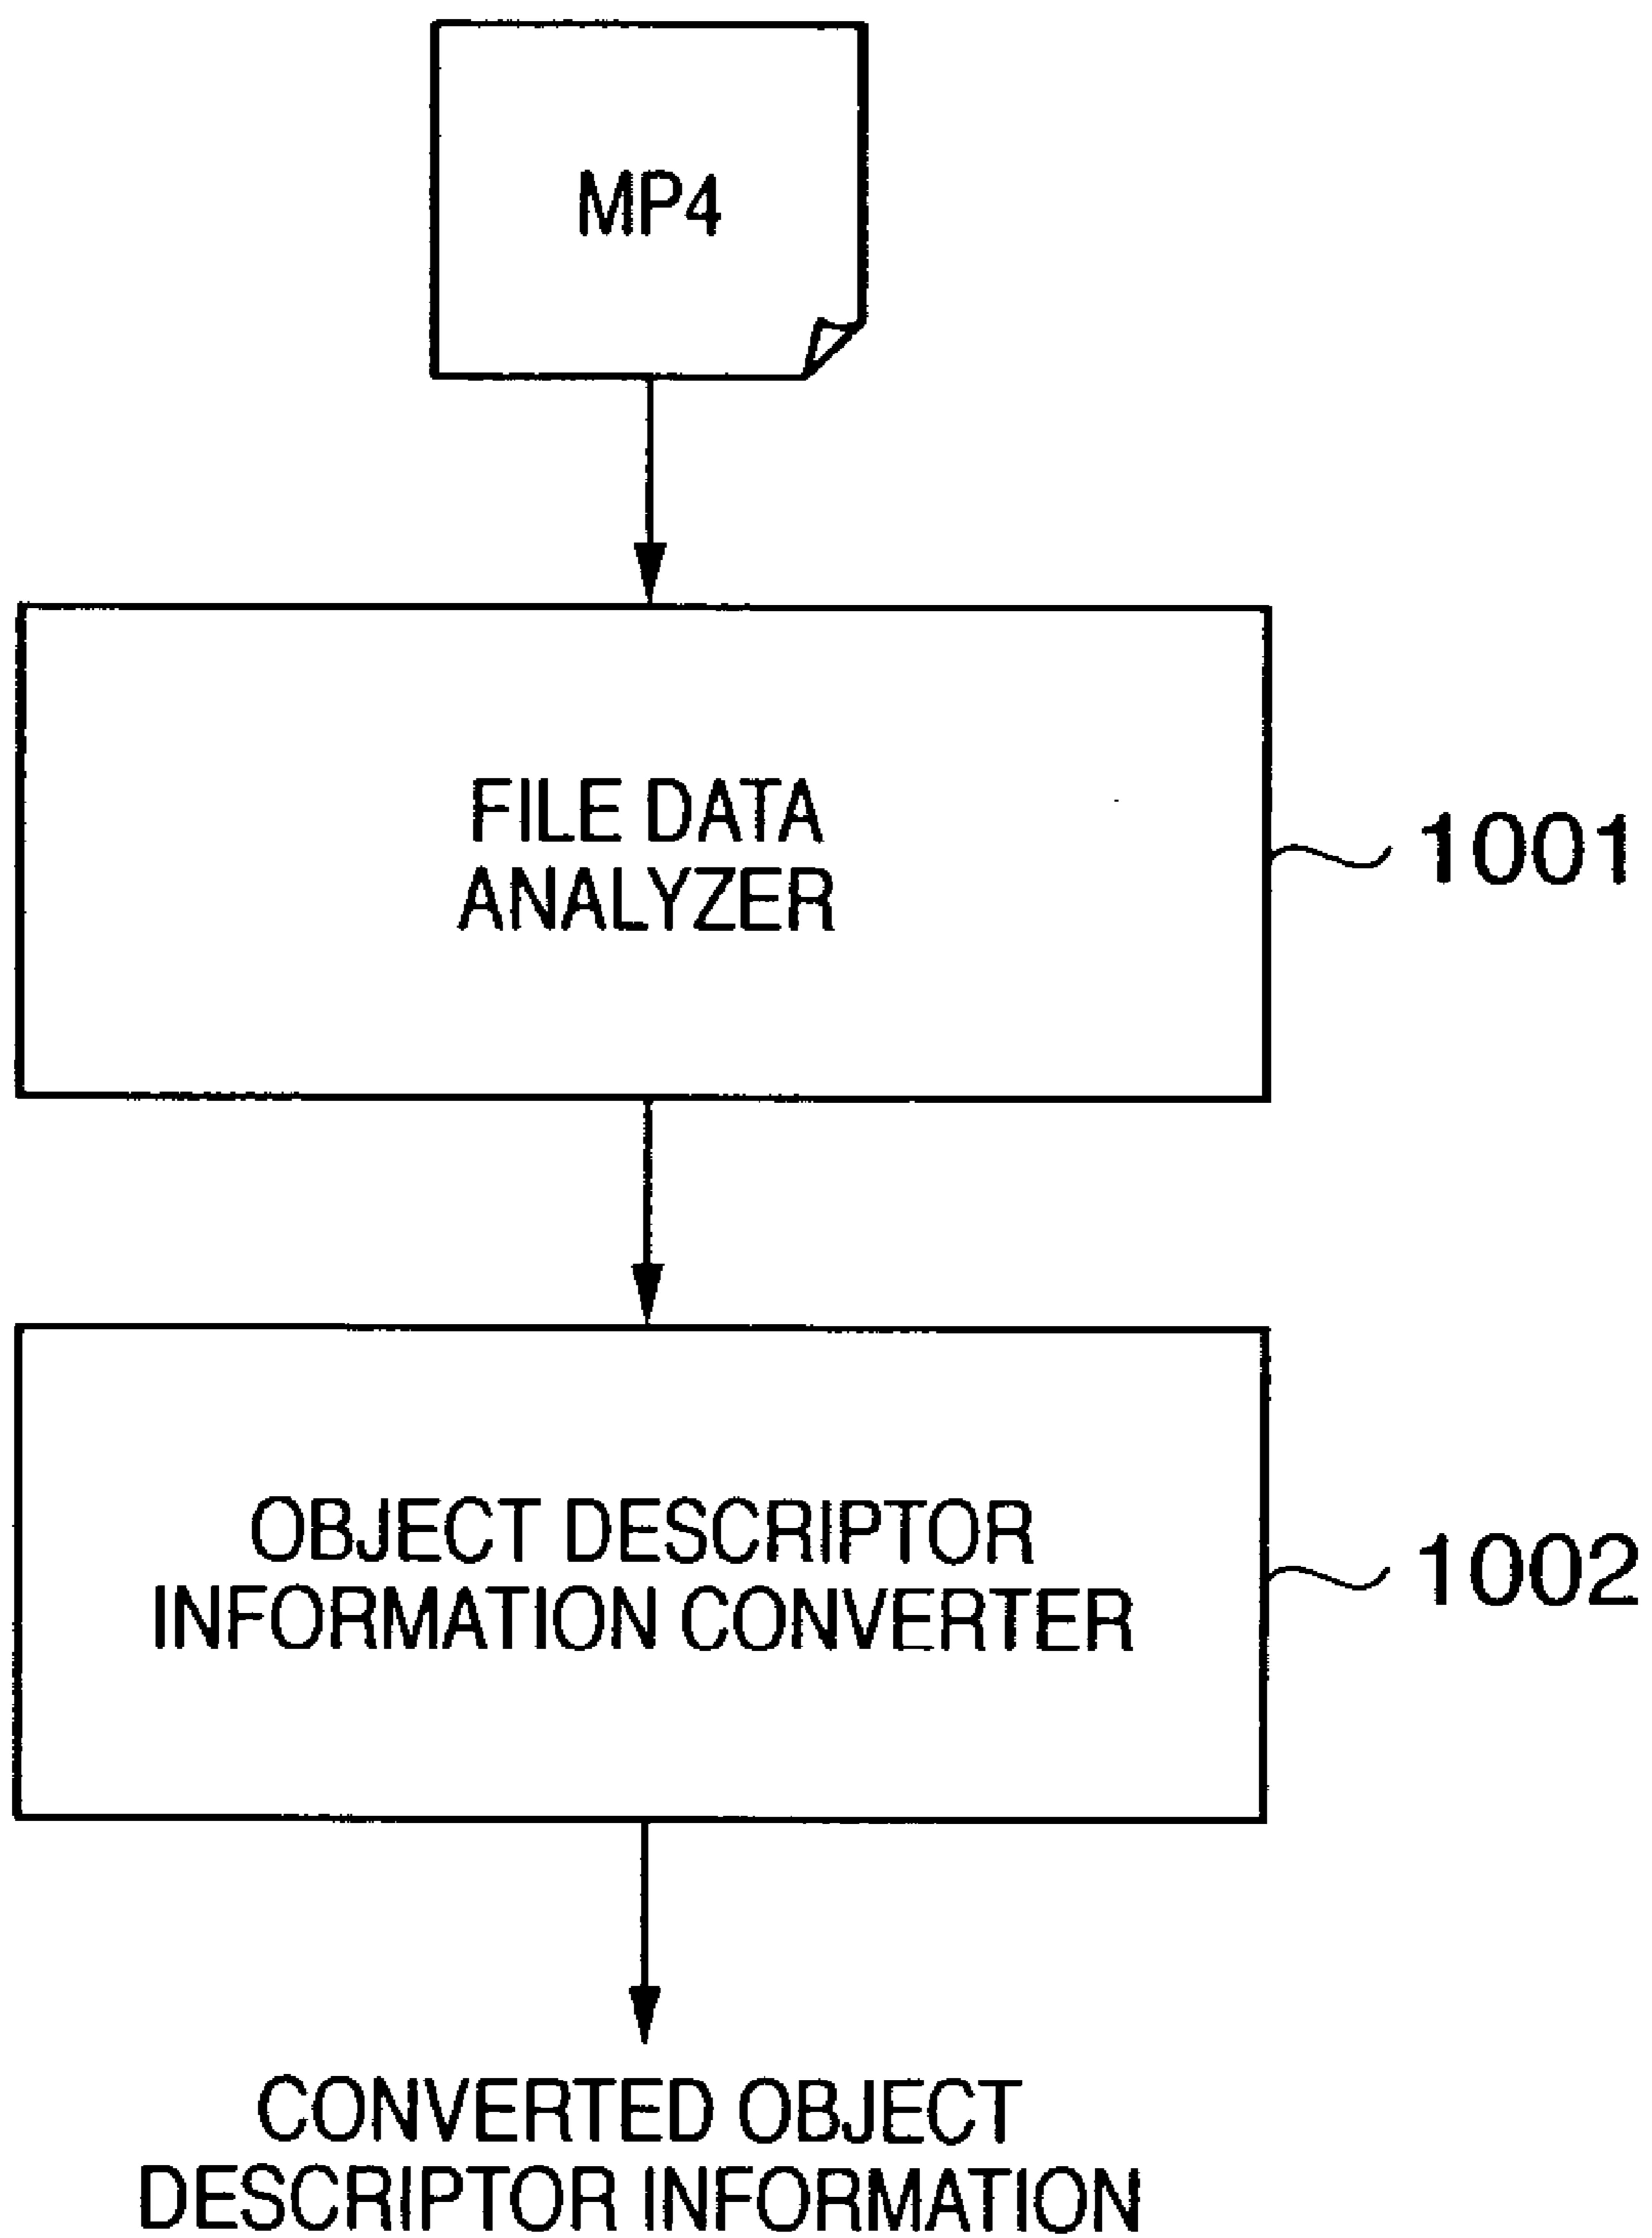 MP4
FILE DATA
ANALYZER
1001
OBJECT DESCRIPTOR
INFORMATION CONVERTER
1002
CONVERTED OBJECT
DESCRIPTOR INFORMATION